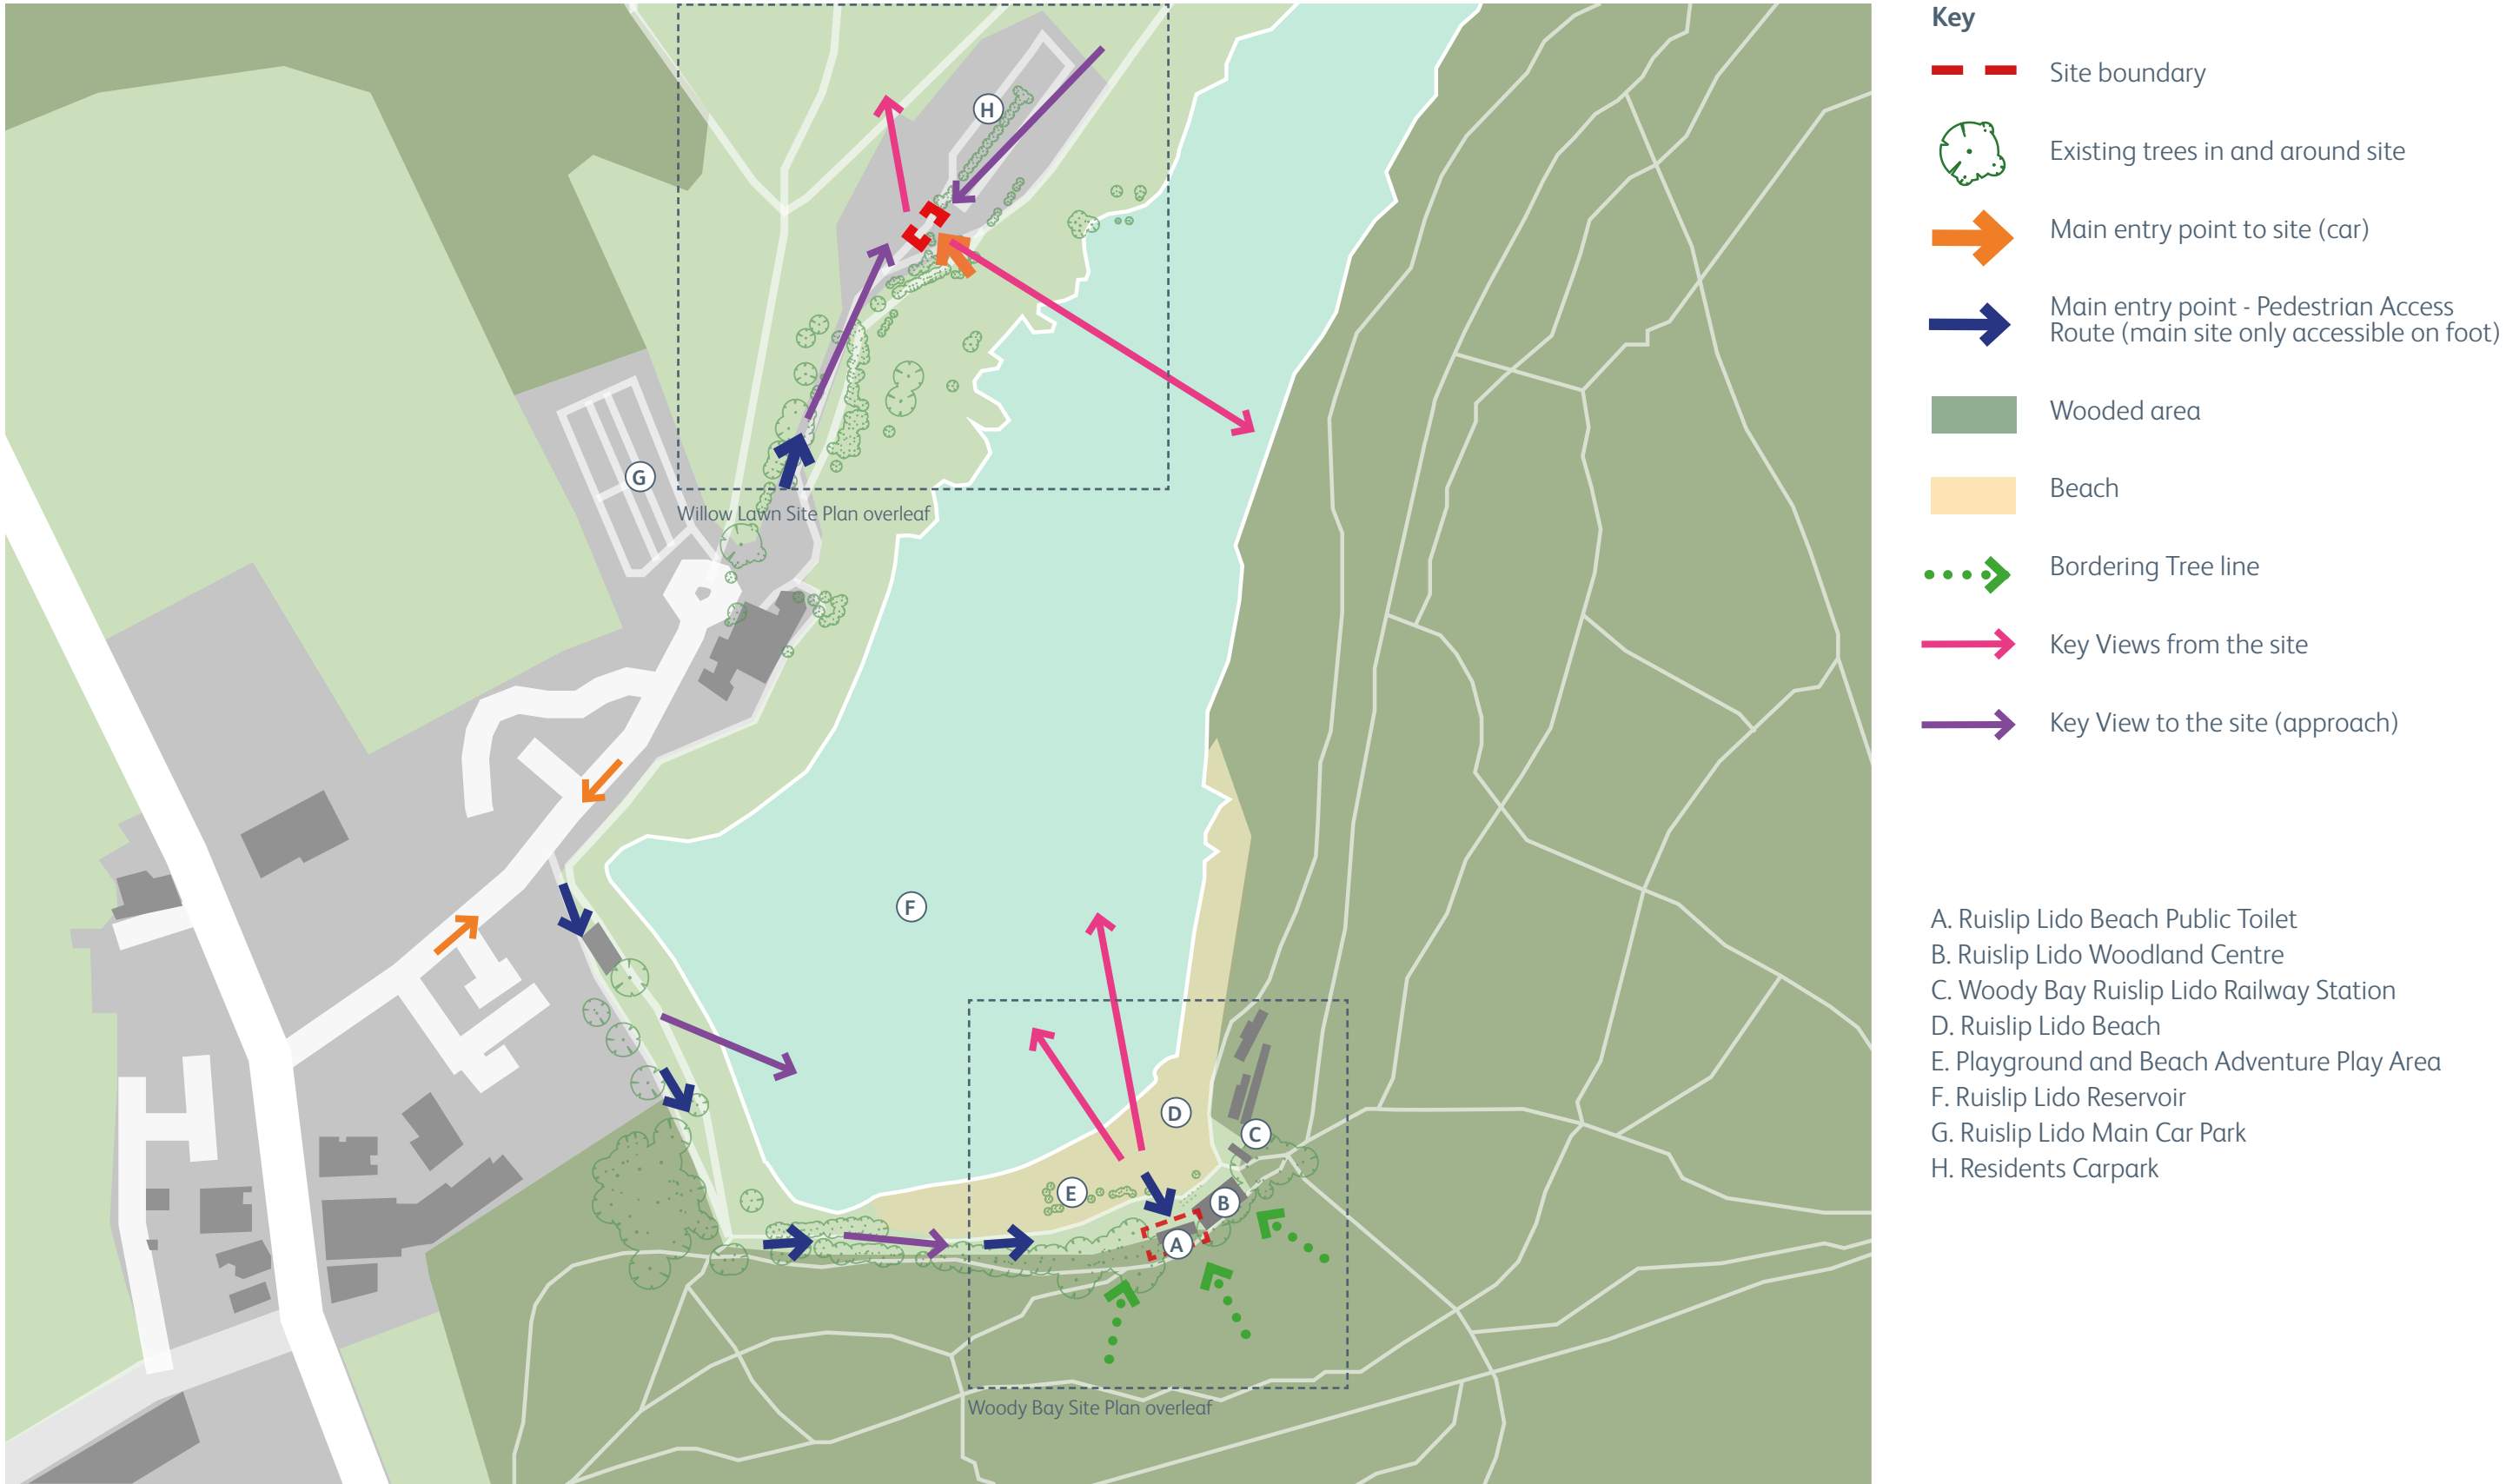 H
G
Willow Lawn Site Plan overleaf
F
D
C
E
B
A
Woody Bay Site Plan overleaf
Key
Site boundary
Existing trees in and around site
Main entry point to site (car)
Main entry point - Pedestrian Access
Route (main site only accessible on foot)
Wooded area
Beach
Bordering Tree line
Key Views from the site
Key View to the site (approach)
A. Ruislip Lido Beach Public Toilet
B. Ruislip Lido Woodland Centre
C. Woody Bay Ruislip Lido Railway Station
D. Ruislip Lido Beach
E. Playground and Beach Adventure Play Area
F. Ruislip Lido Reservoir
G. Ruislip Lido Main Car Park
H. Residents Carpark